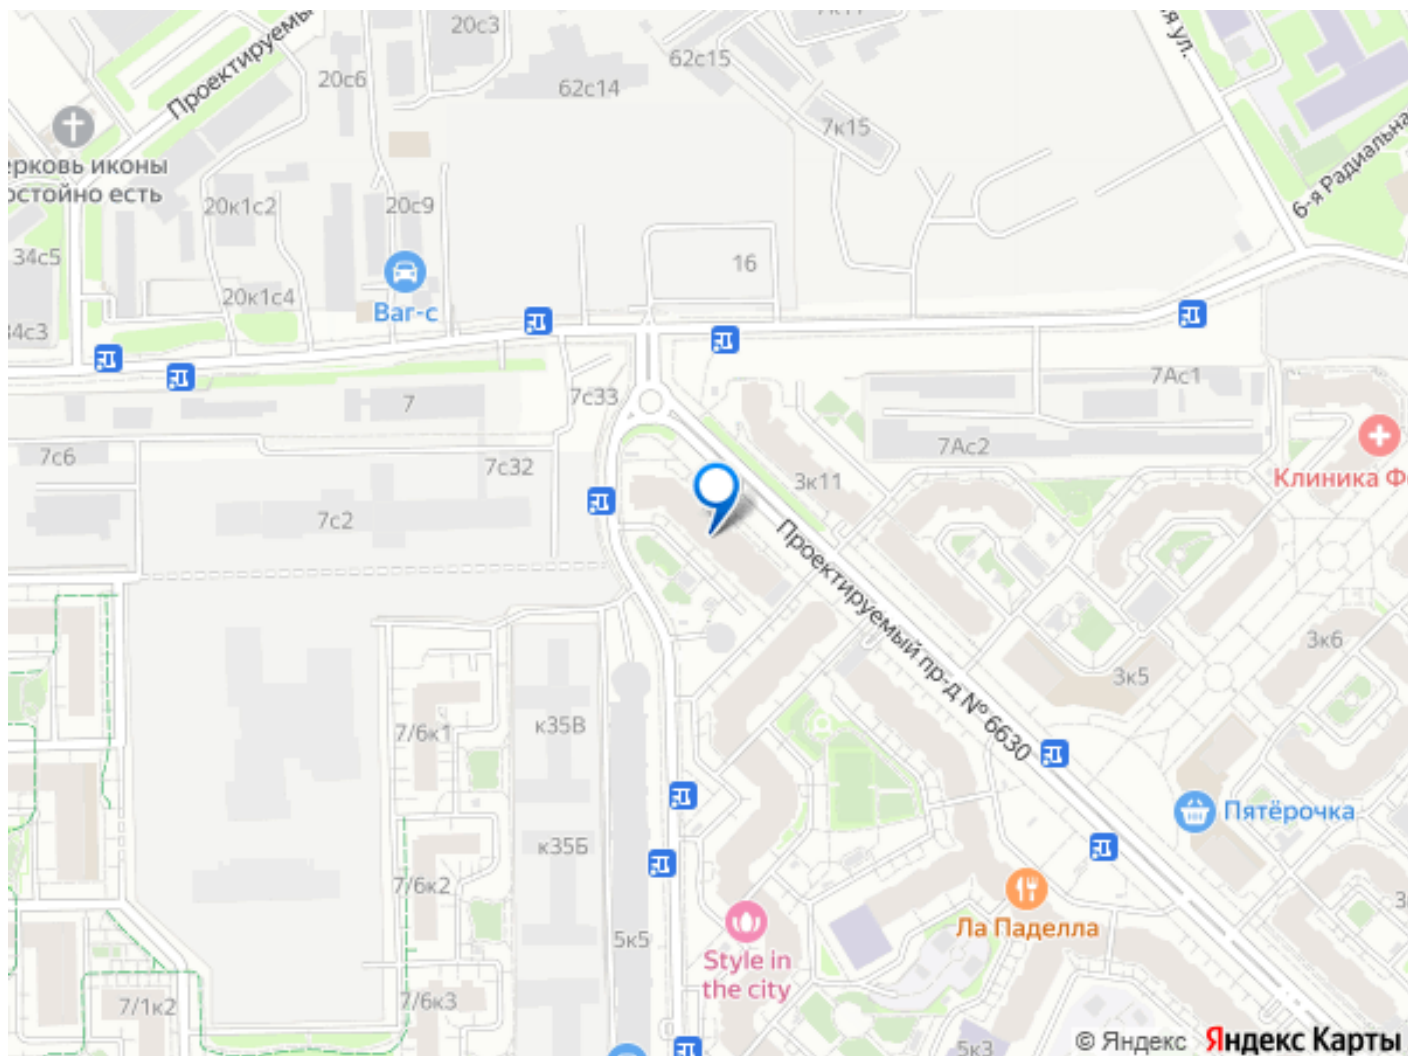 20с3
62с15
я ул.
Проектируемы
20с6
62с14
7к15
6-я Радиальна
ерковь иконы
остойно есть
20к1с2
20с9
34с5
16
20к1с4
Ваг-с
34с3
7с33
7
7Ас1
7Ас2
7с6
7с32
3к11
Клиника Ф
7с2
Проектируемый пр-д № 6630
3к6
3к5
7/6к1
к35В
Пятёрочка
к35Б
7/6к2
Ла Паделла
5к5
Style in
the city
7/1к2
7/6к3
5к3
© Яндекс Яндекс Карты